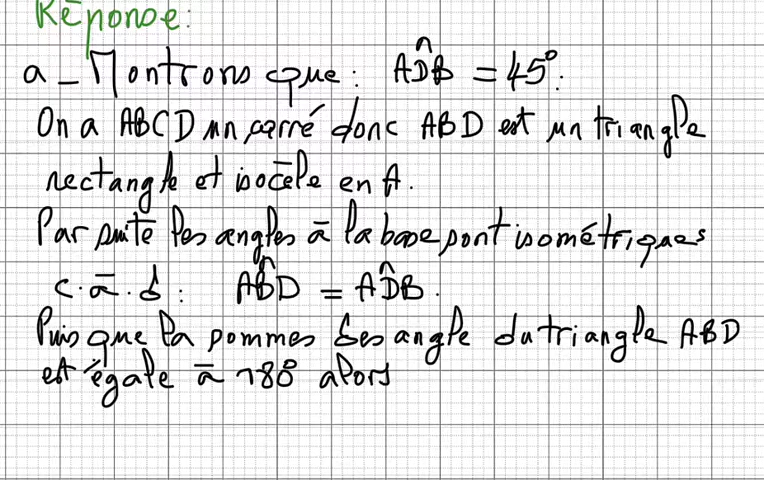 Réponse:
a_ Montrons que: AD̂B = 45°.
On a ABCD un carré donc ABD est un triangle
rectangle et isocèle en A.
Par suite les angles à la base sont isométriques
c.à.d: AB̂D = AD̂B.
Puis que la sommes des angle du triangle ABD
est égale à 180° alors